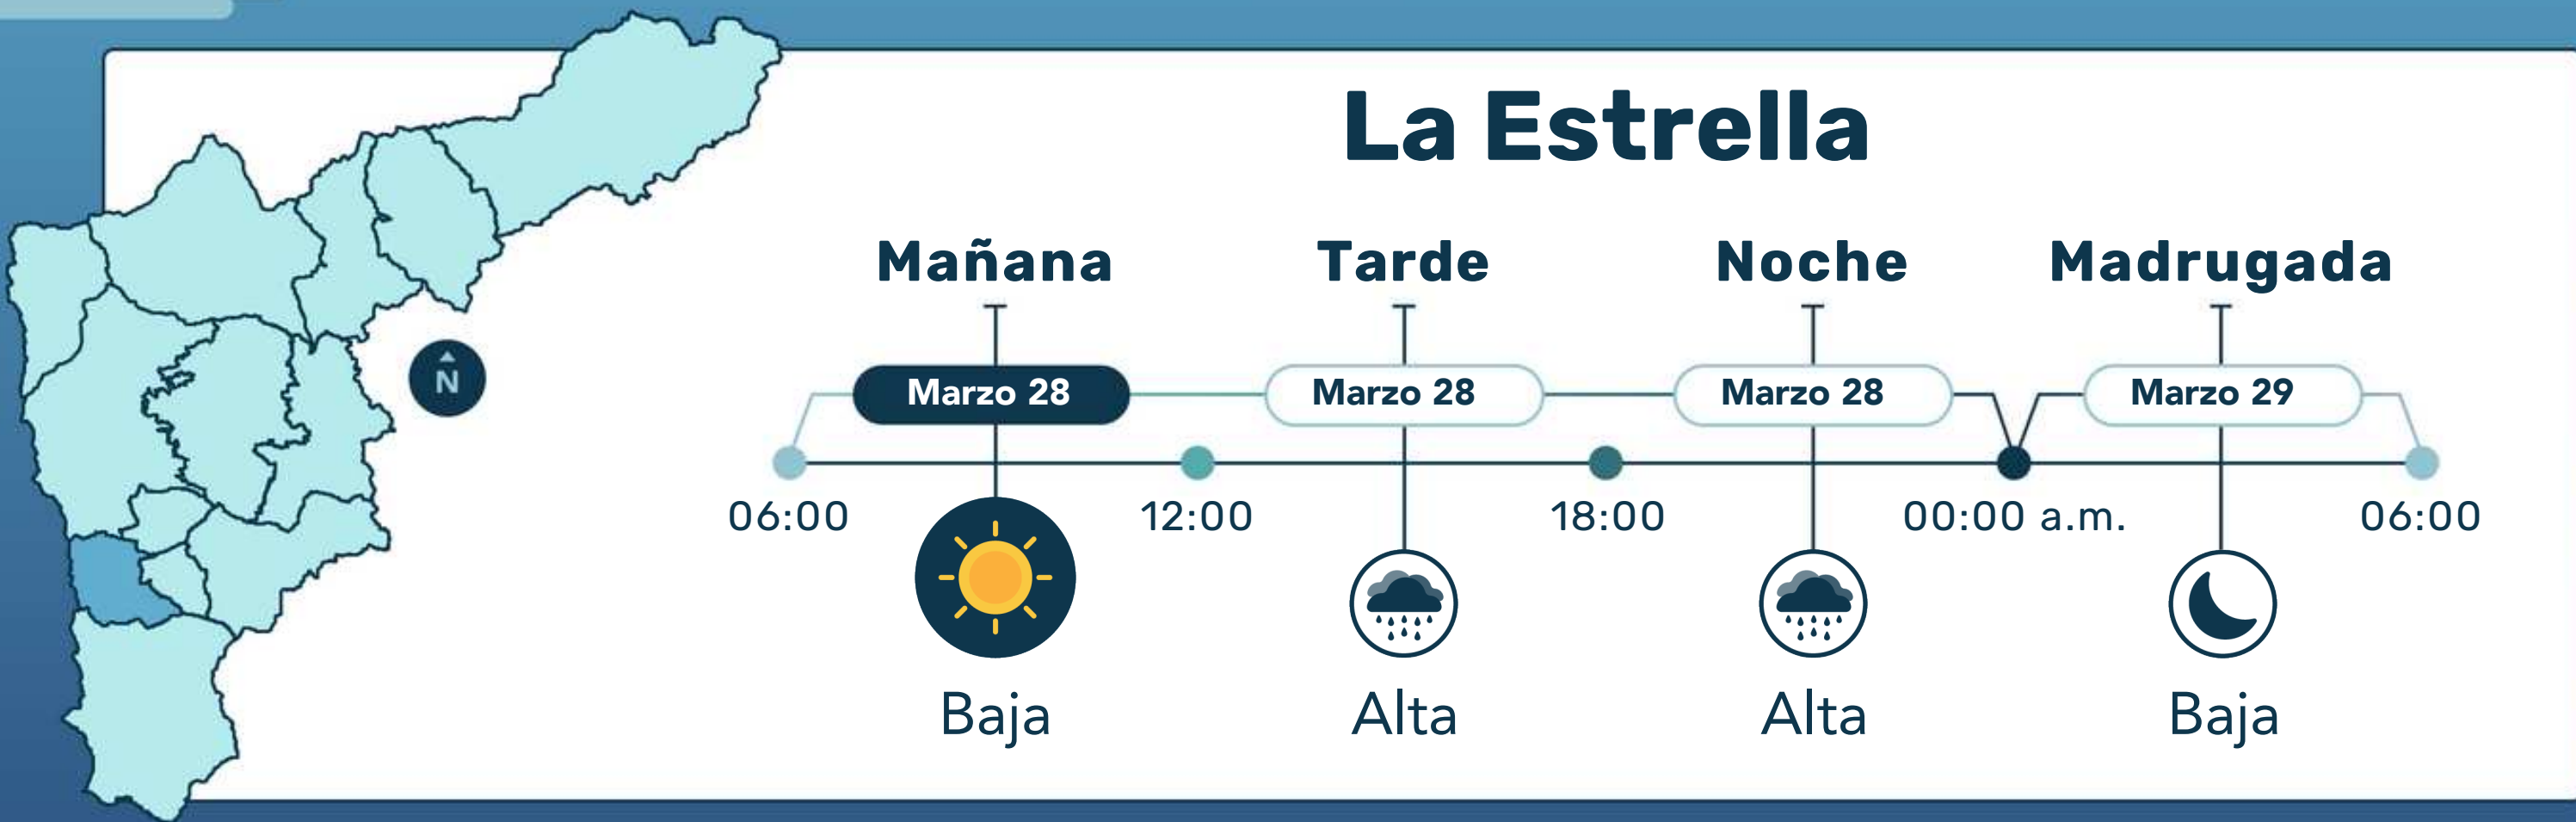 La Estrella
Mañana Tarde Noche Madrugada
N
Marzo 28 Marzo 28 Marzo 28 Marzo 29
06:00 12:00 18:00 00:00 a.m. 06:00
Baja Alta Alta Baja